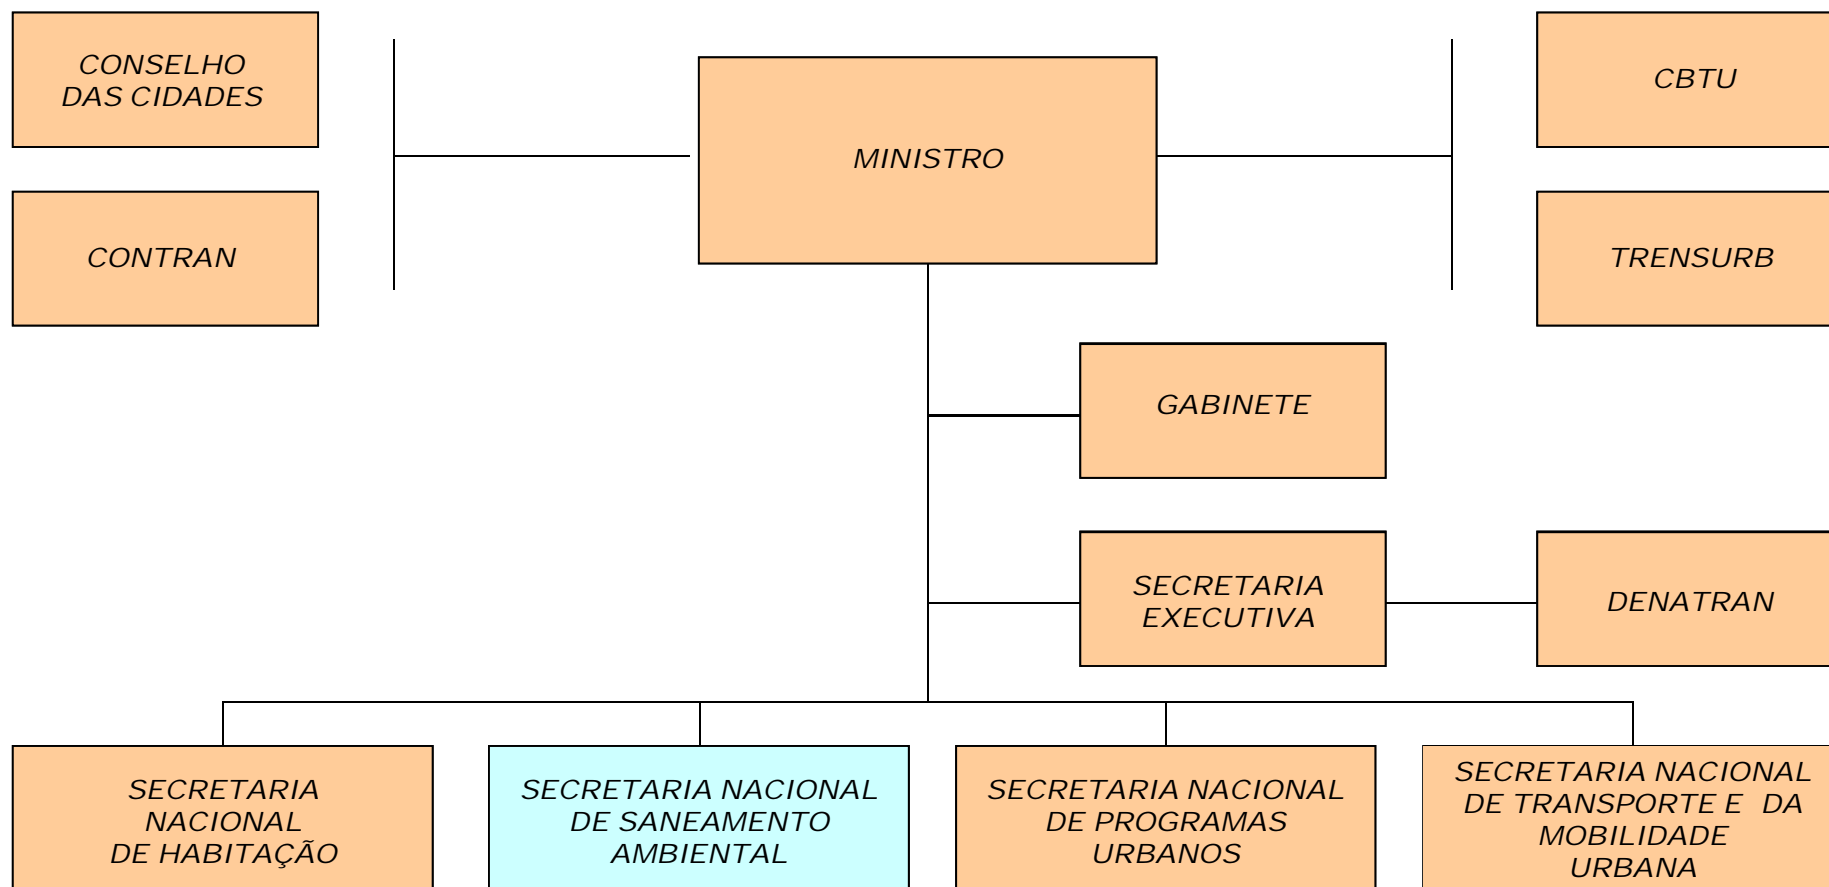 CONSELHO
DAS CIDADES
CBTU
MINISTRO
CONTRAN
TRENSURB
GABINETE
SECRETARIA
EXECUTIVA
DENATRAN
SECRETARIA
NACIONAL
DE HABITAÇÃO
SECRETARIA NACIONAL
DE SANEAMENTO
AMBIENTAL
SECRETARIA NACIONAL
DE PROGRAMAS
URBANOS
SECRETARIA NACIONAL
DE TRANSPORTE E DA
MOBILIDADE
URBANA